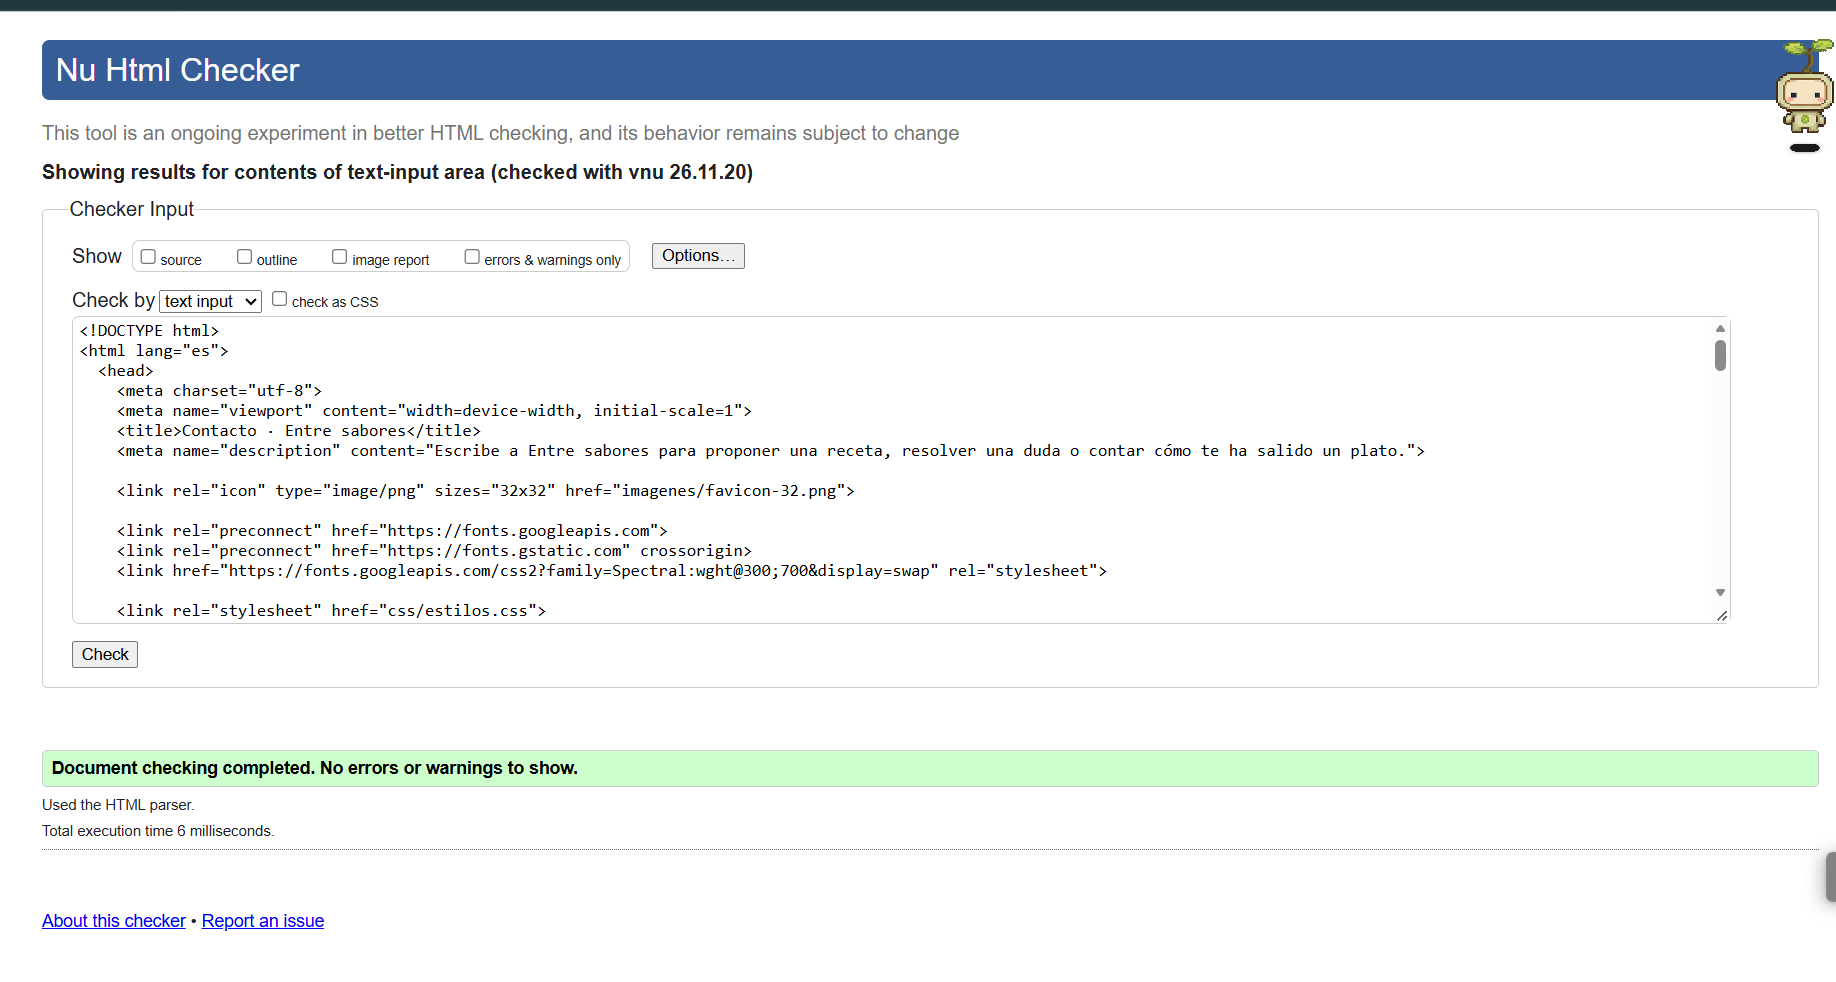 Nu Html Checker
This tool is an ongoing experiment in better HTML checking, and its behavior remains subject to change
Showing results for contents of text-input area (checked with vnu 26.11.20)
Checker Input
Show source outline image report errors & warnings only Options…
Check by text input check as CSS
<!DOCTYPE html>
<html lang="es">
<head>
<meta charset="utf-8">
<meta name="viewport" content="width=device-width, initial-scale=1">
<title>Contacto · Entre sabores</title>
<meta name="description" content="Escribe a Entre sabores para proponer una receta, resolver una duda o contar cómo te ha salido un plato.">
<link rel="icon" type="image/png" sizes="32x32" href="imagenes/favicon-32.png">
<link rel="preconnect" href="https://fonts.googleapis.com">
<link rel="preconnect" href="https://fonts.gstatic.com" crossorigin>
<link href="https://fonts.googleapis.com/css2?family=Spectral:wght@300;700&display=swap" rel="stylesheet">
<link rel="stylesheet" href="css/estilos.css">
Check
Document checking completed. No errors or warnings to show.
Used the HTML parser.
Total execution time 6 milliseconds.
About this checker • Report an issue